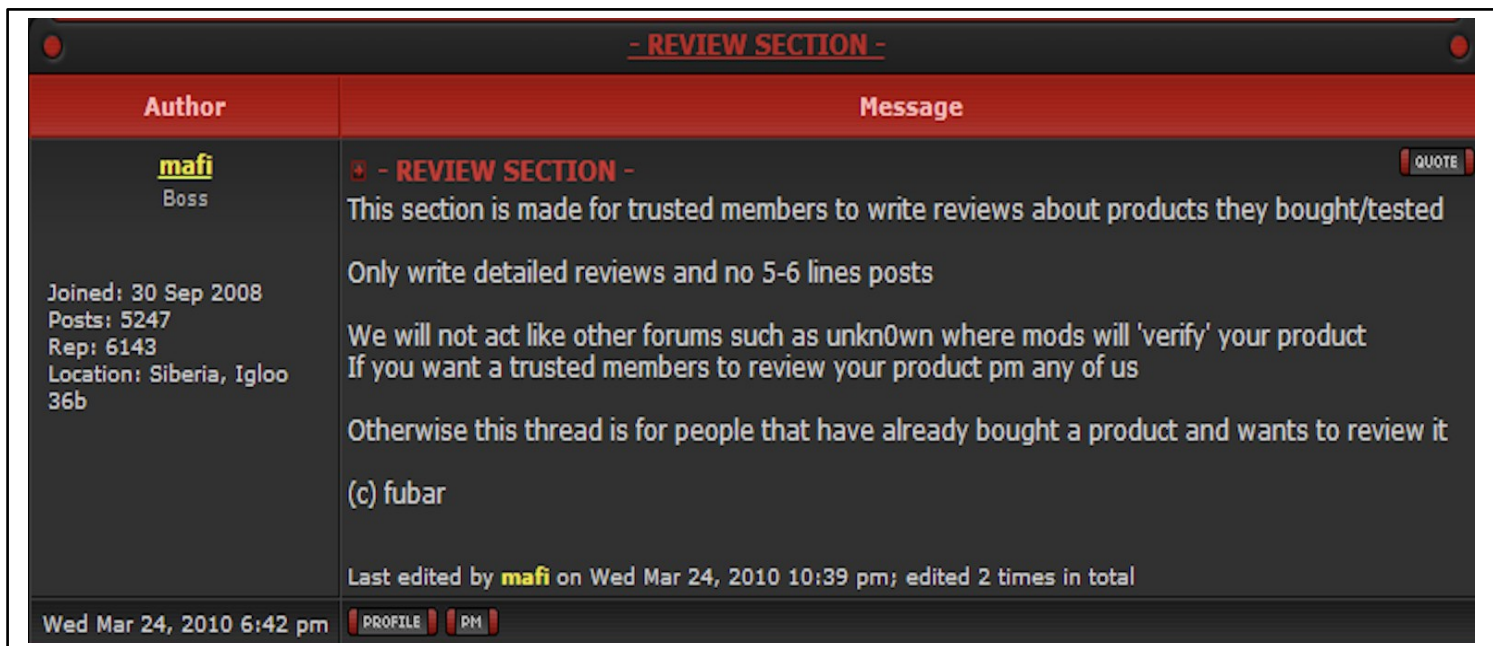 - REVIEW SECTION -
Author
Message
mafi
Boss
Joined: 30 Sep 2008
Posts: 5247
Rep: 6143
Location: Siberia, Igloo
36b
- REVIEW SECTION -
QUOTE
This section is made for trusted members to write reviews about products they bought/tested
Only write detailed reviews and no 5-6 lines posts
We will not act like other forums such as unkn0wn where mods will 'verify' your product
If you want a trusted members to review your product pm any of us
Otherwise this thread is for people that have already bought a product and wants to review it
(c) fubar
Last edited by mafi on Wed Mar 24, 2010 10:39 pm; edited 2 times in total
Wed Mar 24, 2010 6:42 pm
PROFILE
PM